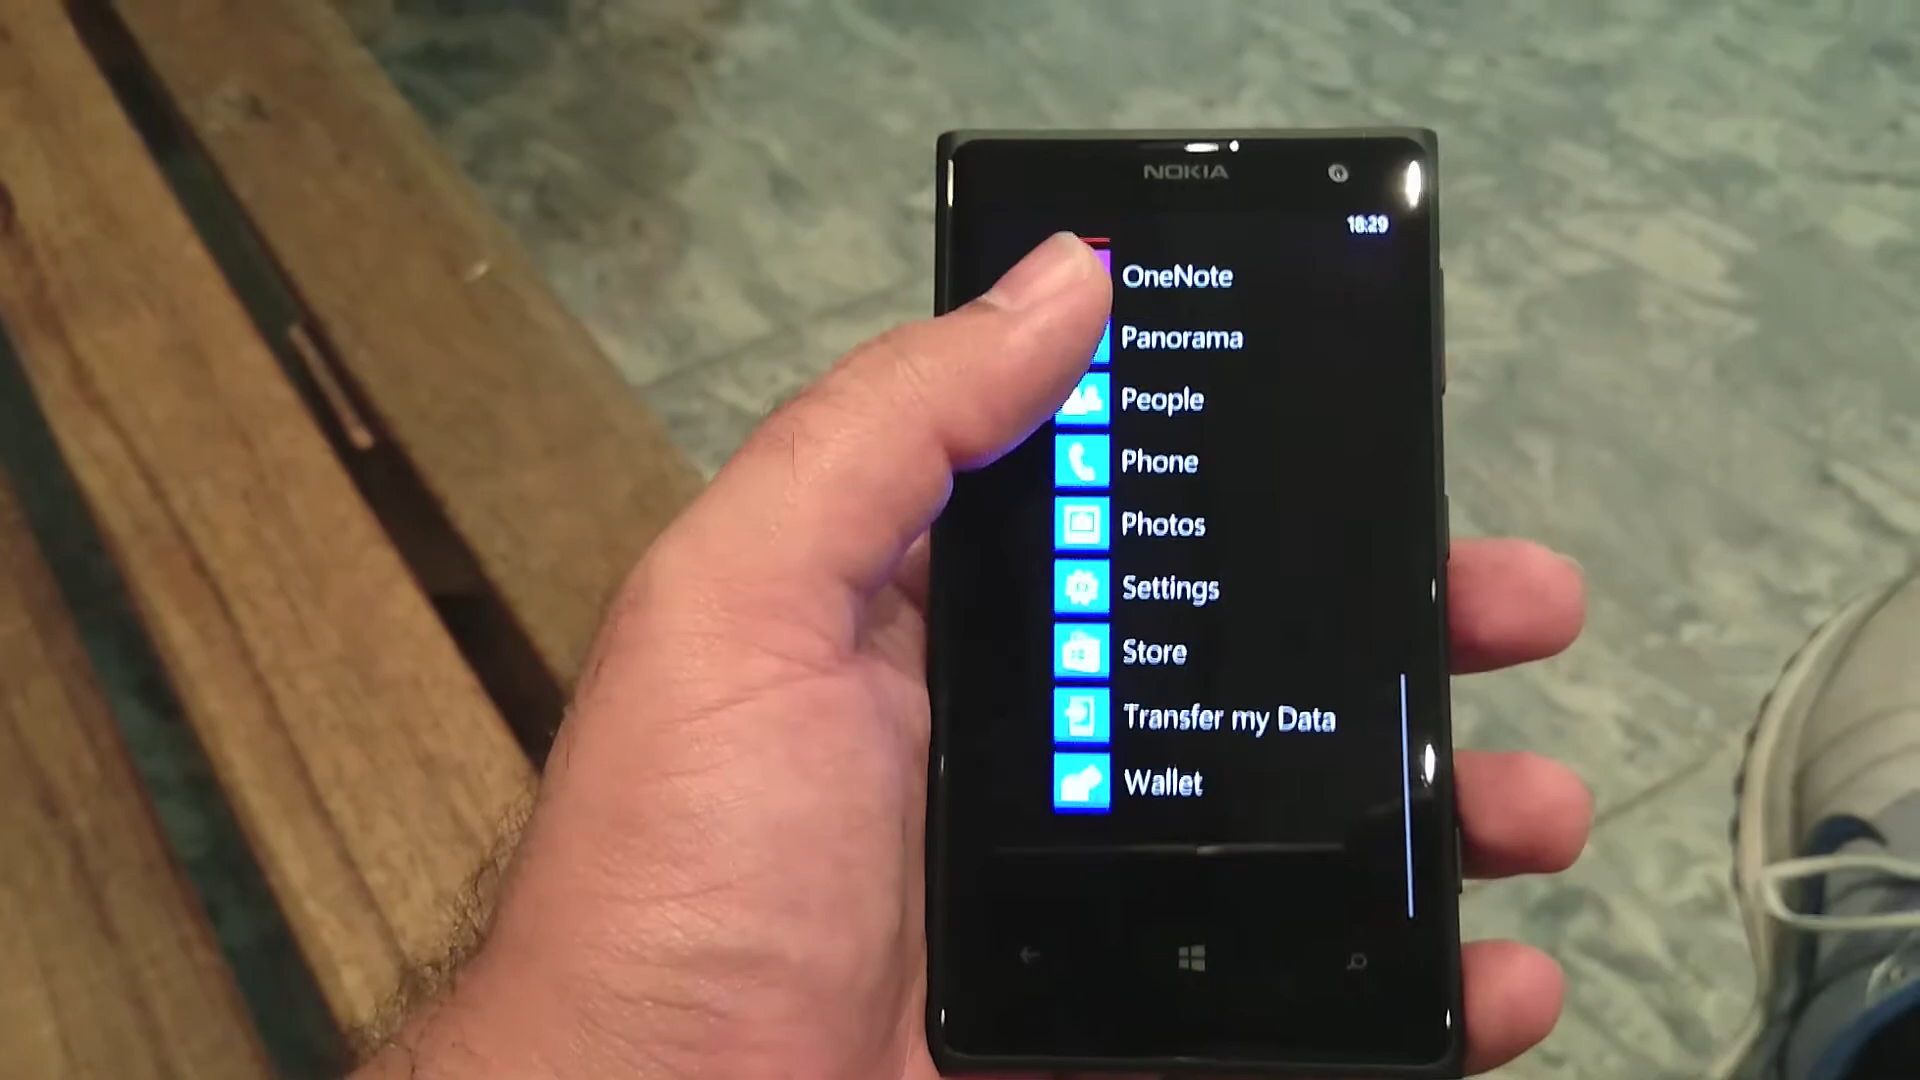 NOKIA
18:29
OneNote
Panorama
People
Phone
Photos
Settings
Store
Transfer my Data
Wallet